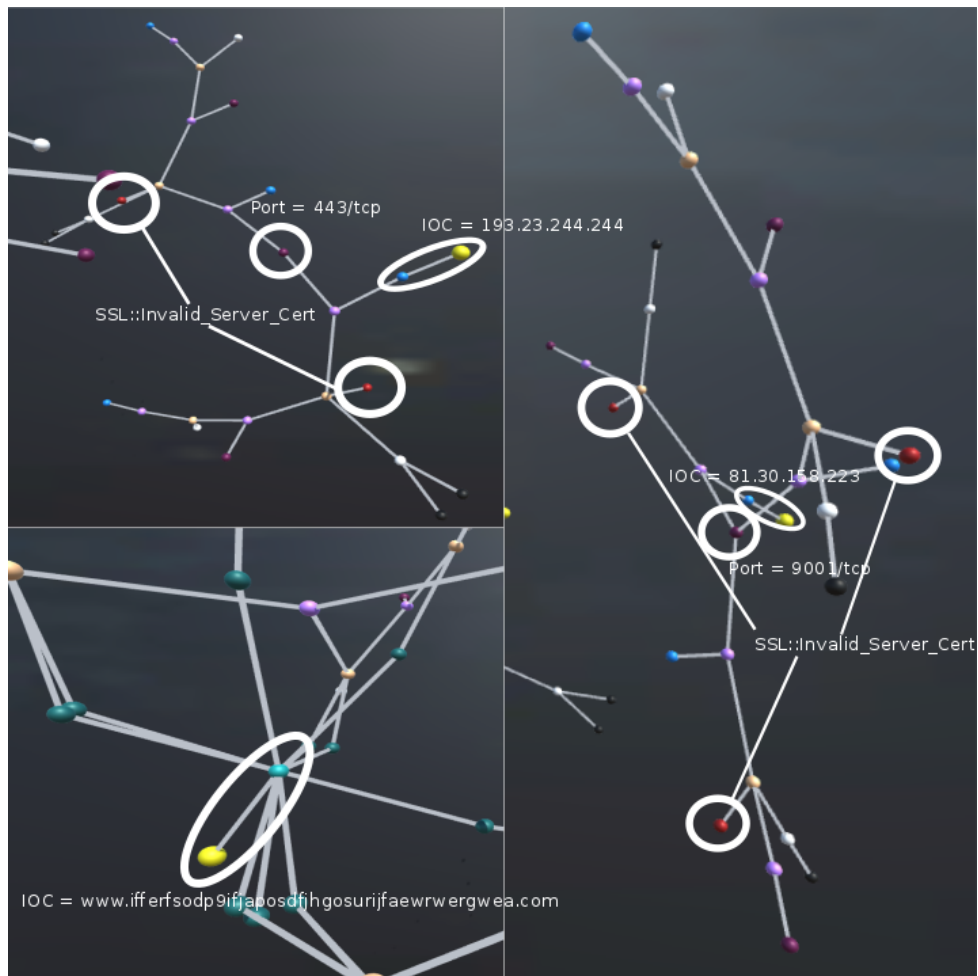 Port = 443/tcp
IOC = 193.23.244.244
SSL::Invalid_Server_Cert
IOC = 81.30.158.223
Port = 9001/tcp
SSL::Invalid_Server_Cert
IOC = www.ifferfsodp9ifjaposdfjhgosurijfaewrwergwea.com